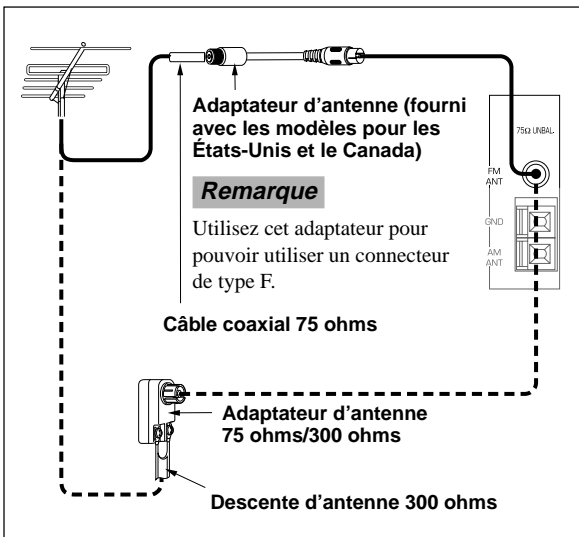 Adaptateur d'antenne (fourni
avec les modèles pour les
États-Unis et le Canada)
75Ω UNBAL.
FM
ANT
Remarque
GND
Utilisez cet adaptateur pour
pouvoir utiliser un connecteur
de type F.
AM
ANT
Câble coaxial 75 ohms
Adaptateur d'antenne
75 ohms/300 ohms
Descente d'antenne 300 ohms